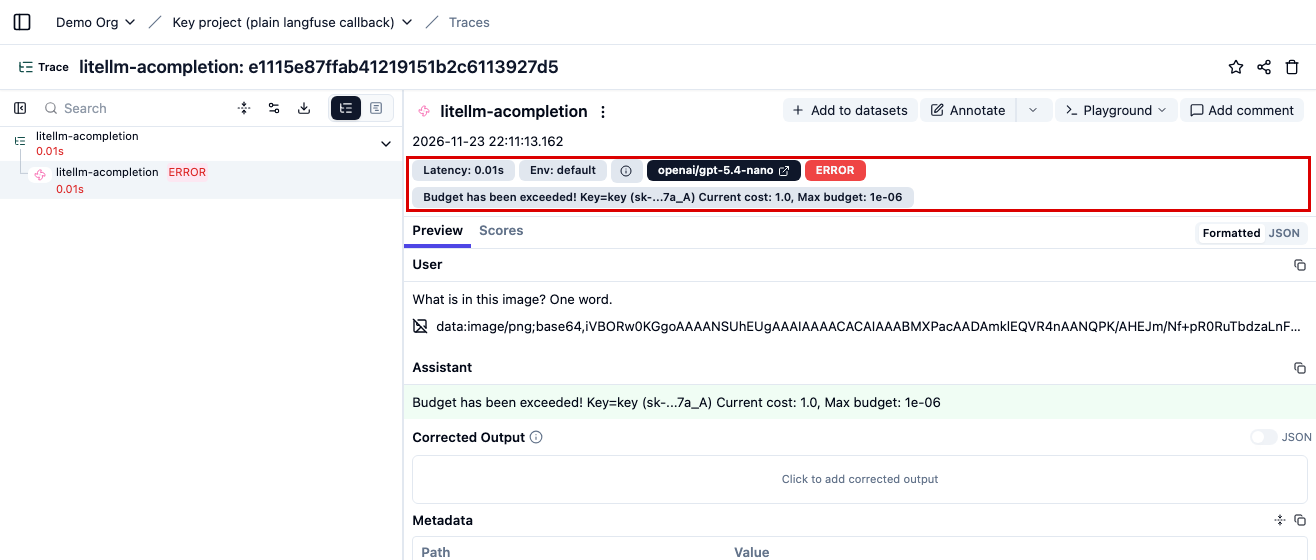 Demo Org
Key project (plain langfuse callback)
Traces
Trace litellm-acompletion: e1115e87ffab41219151b2c6113927d5
Search
litellm-acompletion
0.01s
litellm-acompletion ERROR
0.01s
litellm-acompletion
Add to datasets
Annotate
Playground
Add comment
2026-11-23 22:11:13.162
Latency: 0.01s Env: default openai/gpt-5.4-nano ERROR
Budget has been exceeded! Key=key (sk-...7a_A) Current cost: 1.0, Max budget: 1e-06
Preview Scores Formatted JSON
User
What is in this image? One word.
data:image/png;base64,iVBORw0KGgoAAAANSUhEUgAAAIAAAACACAIAAABMXPacAADAmklEQVR4nAANQPK/AHEJm/Nf+pR0RuTbdzaLnF...
Assistant
Budget has been exceeded! Key=key (sk-...7a_A) Current cost: 1.0, Max budget: 1e-06
Corrected Output JSON
Click to add corrected output
Metadata
Path Value